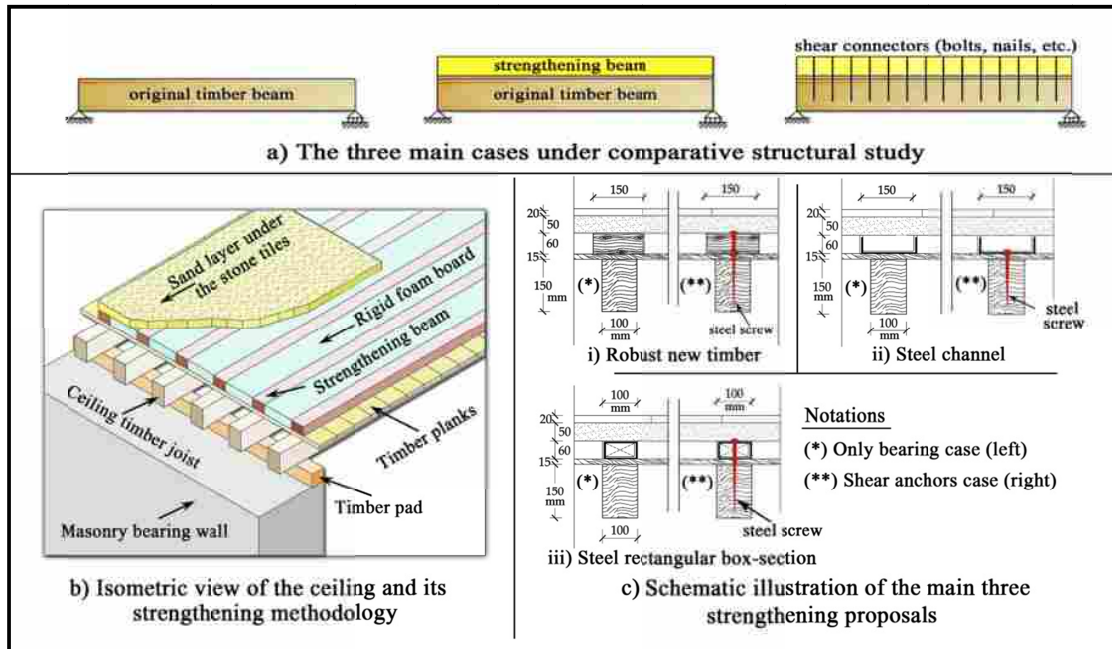 original timber beam
strengthening beam
original timber beam
shear connectors (bolts, nails, etc.)
a) The three main cases under comparative structural study
Sand layer under
the stone tiles
Rigid foam board
Strengthening beam
Ceiling timber joist
Timber planks
Timber pad
Masonry bearing wall
b) Isometric view of the ceiling and its
strengthening methodology
150
150
20
50
60
15
150
mm
(*)
(**)
steel screw
100
mm
i) Robust new timber
150
150
20
50
60
15
150
mm
(*)
(**)
steel
screw
100
mm
ii) Steel channel
100
mm
100
mm
20
50
60
15
150
mm
(*)
(**)
steel screw
100
iii) Steel rectangular box-section
Notations
(*) Only bearing case (left)
(**) Shear anchors case (right)
c) Schematic illustration of the main three
strengthening proposals